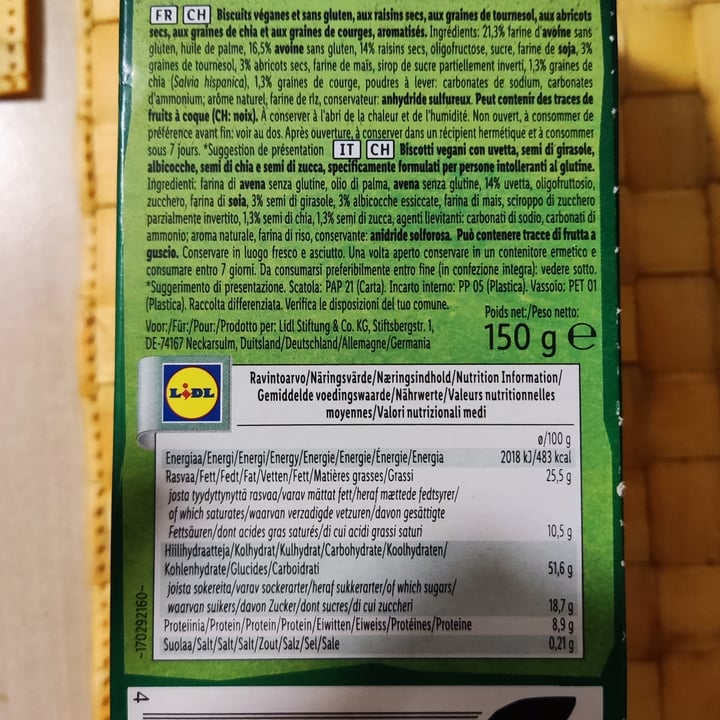 FR CH Biscuits véganes et sans gluten, aux raisins secs, aux graines de tournesol, aux abricots
secs, aux graines de chia et aux graines de courges, aromatisés. Ingrédients: 21,3% farine d'avoine sans
gluten, huile de palme, 16,5% avoine sans gluten, 14% raisins secs, oligofructose, sucre, farine de soja, 3%
graines de tournesol, 3% abricots secs, farine de maïs, sirop de sucre partiellement inverti, 1,3% graines de
chia (Salvia hispanica), 1,3% graines de courge, poudres à lever: carbonates de sodium, carbonates
d'ammonium; arôme naturel, farine de riz, conservateur: anhydride sulfureux. Peut contenir des traces de
fruits à coque (CH: noix). À conserver à l'abri de la chaleur et de l'humidité. Non ouvert, à consommer de
préférence avant fin: voir au dos. Après ouverture, à conserver dans un récipient hermétique et à consommer
sous 7 jours. *Suggestion de présentation IT CH Biscotti vegani con uvetta, semi di girasole,
albicocche, semi di chia e semi di zucca, specificamente formulati per persone intolleranti al glutine.
Ingredienti: farina di avena senza glutine, olio di palma, avena senza glutine, 14% uvetta, oligofruttosio,
zucchero, farina di soia, 3% semi di girasole, 3% albicocche essiccate, farina di mais, sciroppo di zucchero
parzialmente invertito, 1,3% semi di chia, 1,3% semi di zucca, agenti lievitanti: carbonati di sodio, carbonati di
ammonio; aroma naturale, farina di riso, conservante: anidride solforosa. Può contenere tracce di frutta a
guscio. Conservare in luogo fresco e asciutto. Una volta aperto conservare in un contenitore ermetico e
consumare entro 7 giorni. Da consumarsi preferibilmente entro fine (in confezione integra): vedere sotto.
*Suggerimento di presentazione. Scatola: PAP 21 (Carta). Incarto interno: PP 05 (Plastica). Vassoio: PET 01
(Plastica). Raccolta differenziata. Verifica le disposizioni del tuo comune.
Voor:/Für:/Pour:/Prodotto per: Lidl Stiftung & Co. KG, Stiftsbergstr. 1,
DE-74167 Neckarsulm, Duitsland/Deutschland/Allemagne/Germania
Poids net:/Peso netto:
150 g e
LIDL
Ravintoarvo/Näringsvärde/Næringsindhold/Nutrition Information/
Gemiddelde voedingswaarde/Nährwerte/Valeurs nutritionnelles
moyennes/Valori nutrizionali medi
ø/100 g
Energiaa/Energi/Energi/Energy/Energie/Energie/Énergie/Energia 2018 kJ/483 kcal
Rasvaa/Fett/Fedt/Fat/Vetten/Fett/Matières grasses/Grassi 25,5 g
josta tyydyttynyttä rasvaa/varav mättat fett/heraf mættede fedtsyrer/
of which saturates/waarvan verzadigde vetzuren/davon gesättigte
Fettsäuren/dont acides gras saturés/di cui acidi grassi saturi 10,5 g
Hiilihydraatteja/Kolhydrat/Kulhydrat/Carbohydrate/Koolhydraten/
Kohlenhydrate/Glucides/Carboidrati 51,6 g
joista sokereita/varav sockerarter/heraf sukkerarter/of which sugars/
waarvan suikers/davon Zucker/dont sucres/di cui zuccheri 18,7 g
Proteiinia/Protein/Protein/Protein/Eiwitten/Eiweiss/Protéines/Proteine 8,9 g
Suolaa/Salt/Salt/Salt/Zout/Salz/Sel/Sale 0,21 g
~170292160~
4